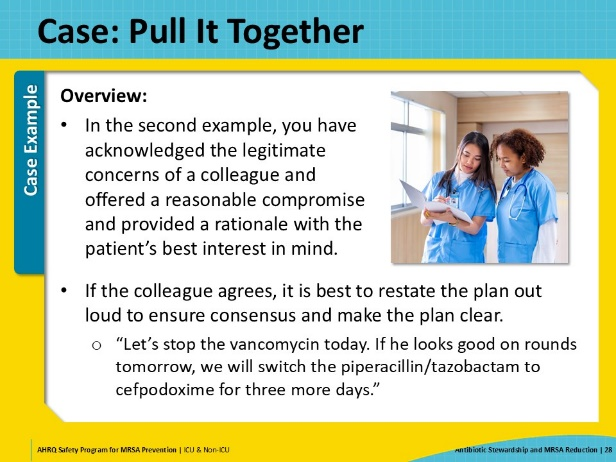 Case: Pull It Together
Case Example
Overview:
• In the second example, you have
acknowledged the legitimate
concerns of a colleague and
offered a reasonable compromise
and provided a rationale with the
patient’s best interest in mind.
• If the colleague agrees, it is best to restate the plan out
loud to ensure consensus and make the plan clear.
o “Let’s stop the vancomycin today. If he looks good on rounds
tomorrow, we will switch the piperacillin/tazobactam to
cefpodoxime for three more days.”
AHRQ Safety Program for MRSA Prevention | ICU & Non-ICU
Antibiotic Stewardship and MRSA Reduction | 28